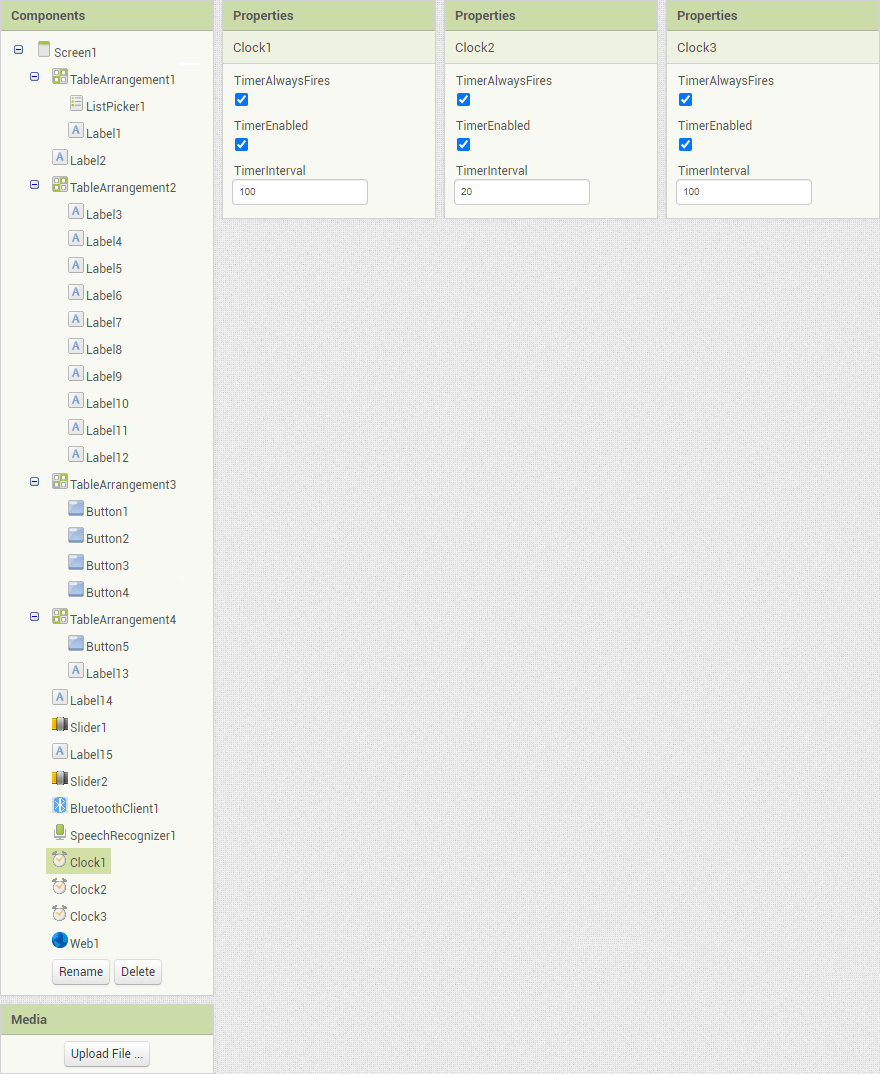 Components
Screen1
TableArrangement1
ListPicker1
Label1
Label2
TableArrangement2
Label3
Label4
Label5
Label6
Label7
Label8
Label9
Label10
Label11
Label12
TableArrangement3
Button1
Button2
Button3
Button4
TableArrangement4
Button5
Label13
Label14
Slider1
Label15
Slider2
BluetoothClient1
SpeechRecognizer1
Clock1
Clock2
Clock3
Web1
Rename Delete
Media
Upload File ...
Properties
Clock1
TimerAlwaysFires
TimerEnabled
TimerInterval
100
Properties
Clock2
TimerAlwaysFires
TimerEnabled
TimerInterval
20
Properties
Clock3
TimerAlwaysFires
TimerEnabled
TimerInterval
100